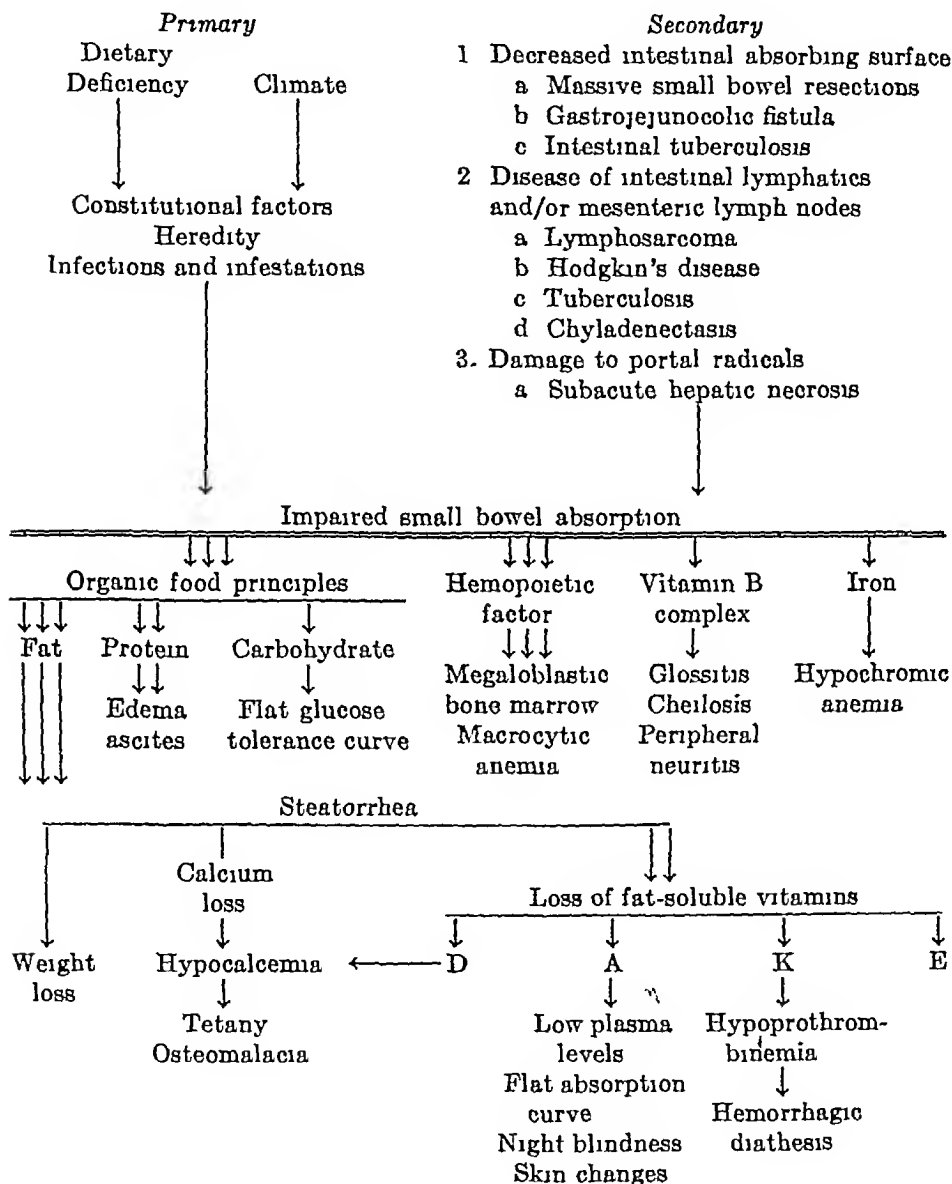 Primary
Dietary
Deficiency
Climate
Constitutional factors
Heredity
Infections and infestations
Secondary
1 Decreased intestinal absorbing surface
a Massive small bowel resections
b Gastrojejunocolic fistula
c Intestinal tuberculosis
2 Disease of intestinal lymphatics
and/or mesenteric lymph nodes
a Lymphosarcoma
b Hodgkin's disease
c Tuberculosis
d Chyladenectasis
3. Damage to portal radicals
a Subacute hepatic necrosis
Impaired small bowel absorption
Organic food principles
Fat
Protein
Edema
ascites
Carbohydrate
Flat glucose
tolerance curve
Hemopoietic
factor
Megaloblastic
bone marrow
Macrocytic
anemia
Vitamin B
complex
Glossitis
Cheilosis
Peripheral
neuritis
Iron
Hypochromic
anemia
Steatorrhea
Weight
loss
Calcium
loss
Hypocalcemia
Tetany
Osteomalacia
Loss of fat-soluble vitamins
D
A
K
E
Low plasma
levels
Flat absorption
curve
Night blindness
Skin changes
Hypoprothrom-
binemia
Hemorrhagic
diathesis